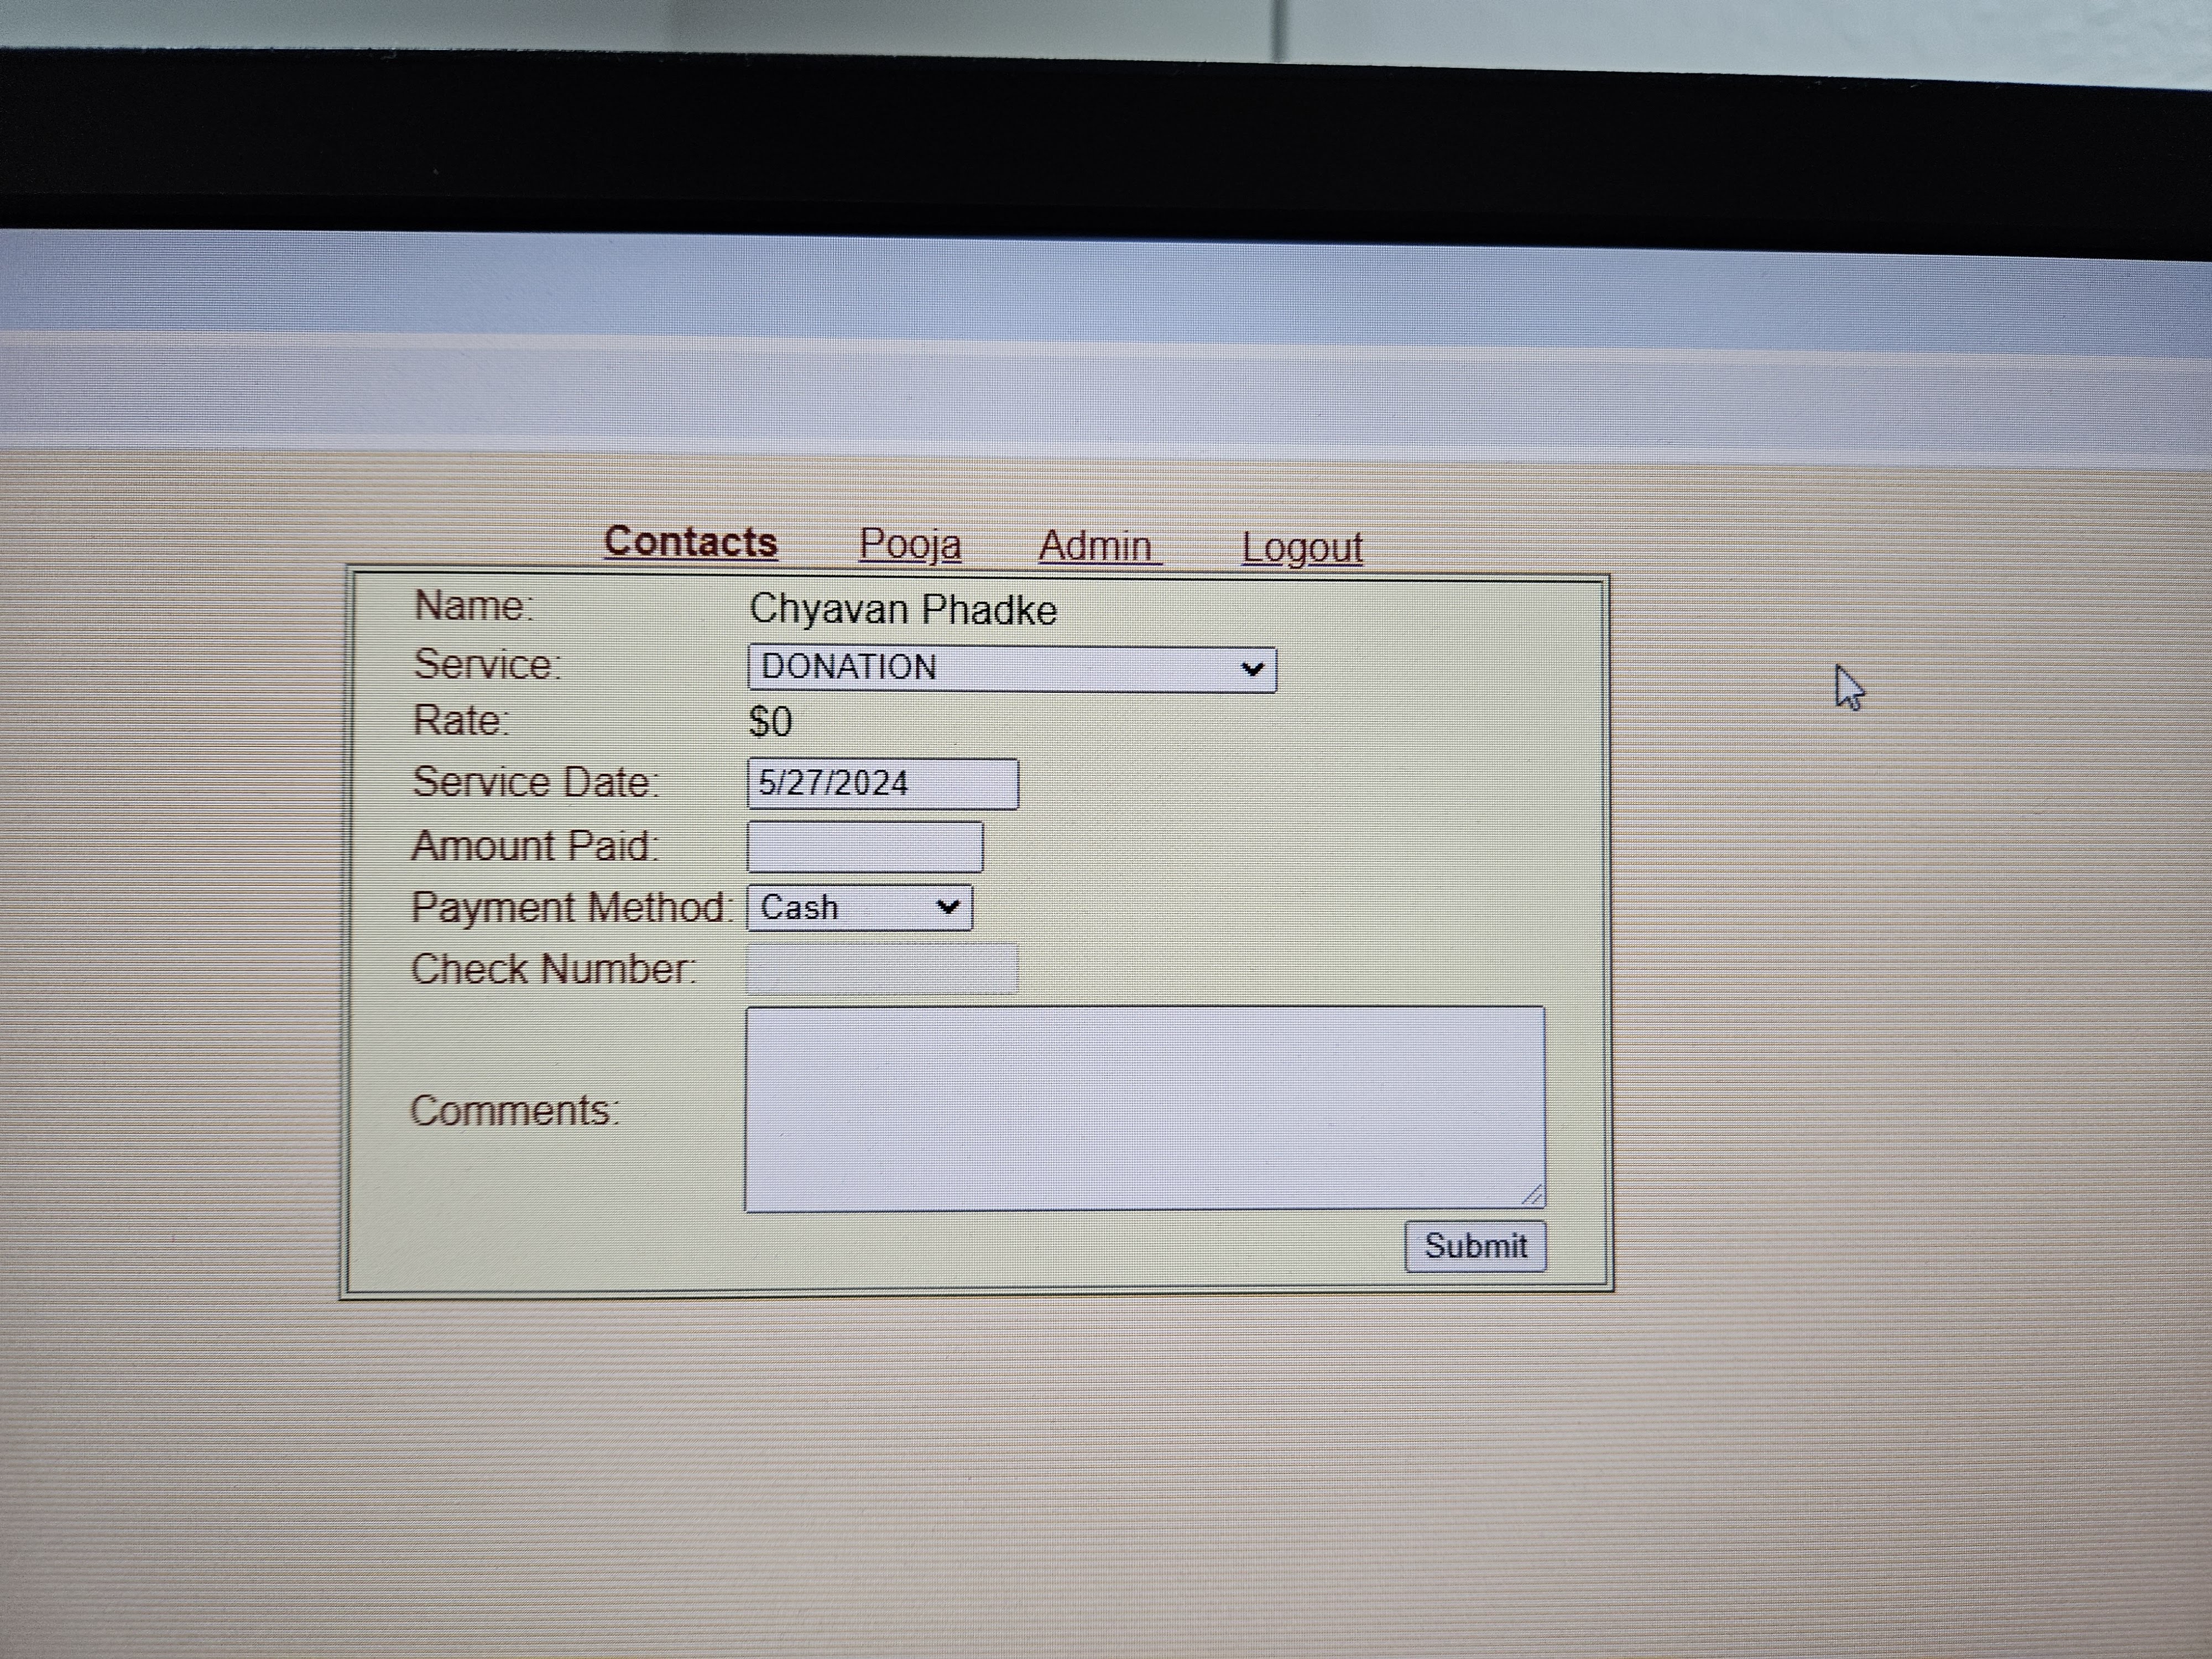 Contacts Pooja Admin Logout
Name: Chyavan Phadke
Service: DONATION
Rate: $0
Service Date: 5/27/2024
Amount Paid:
Payment Method: Cash
Check Number:
Comments:
Submit